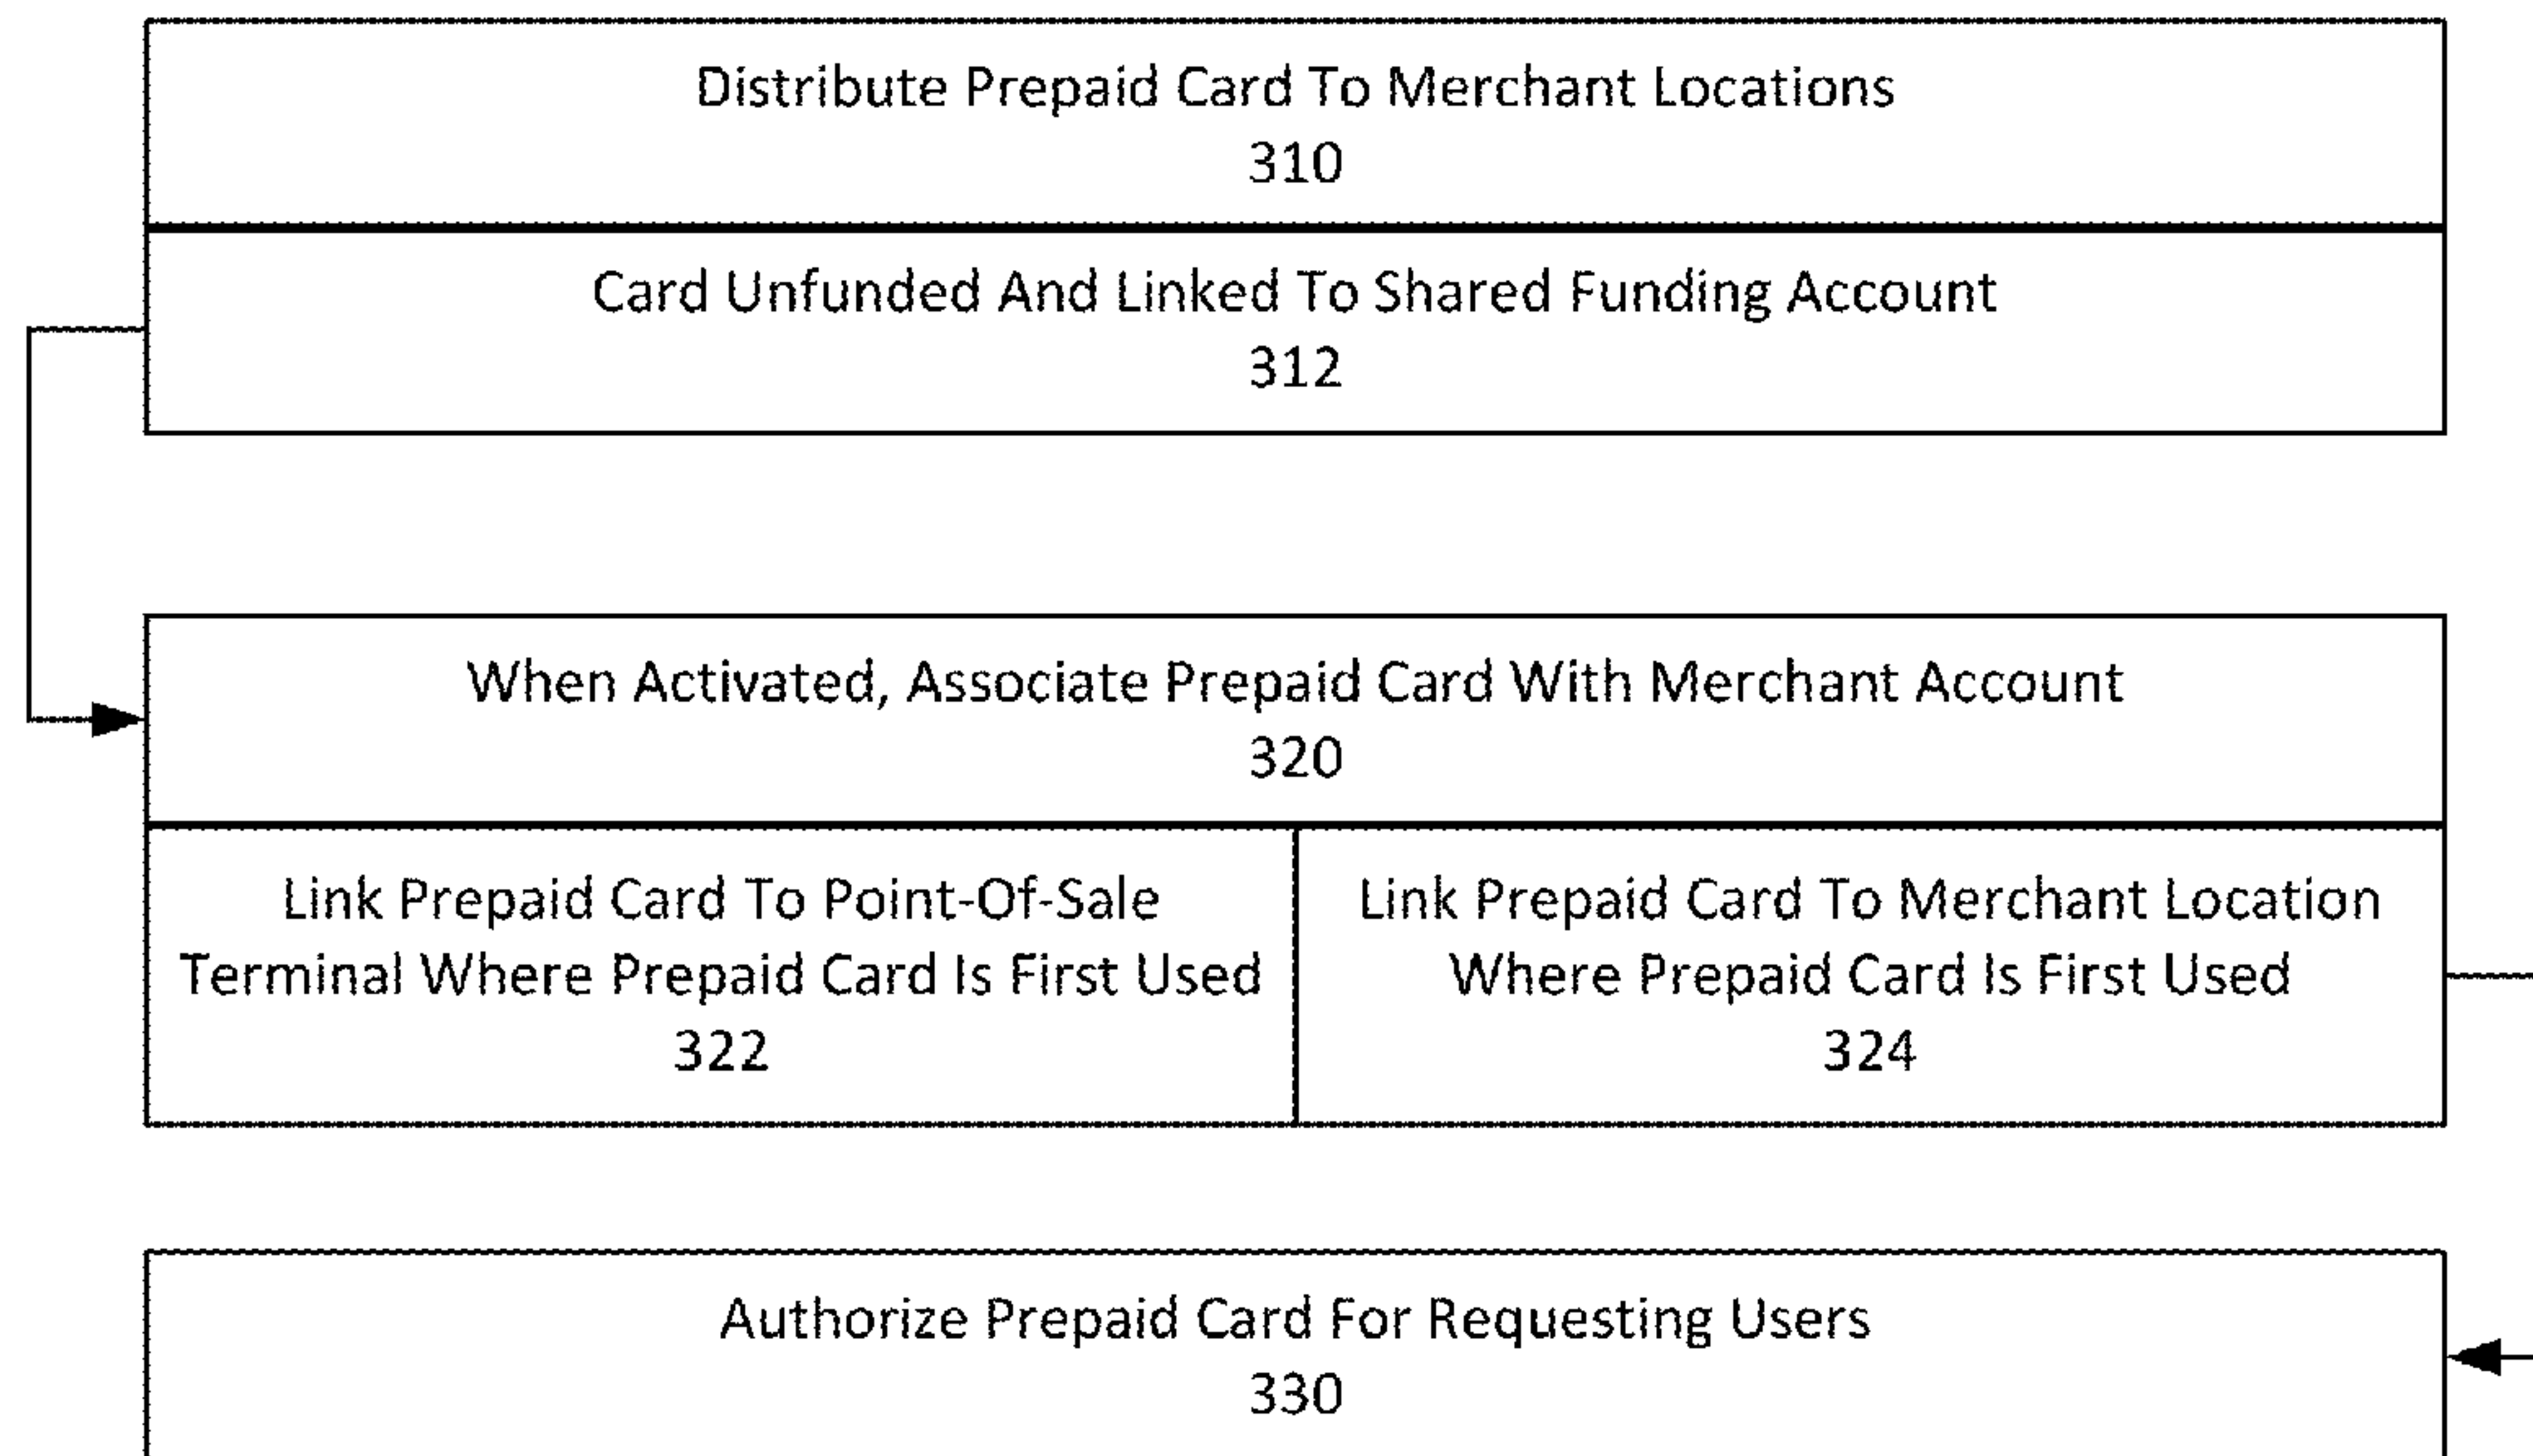 Distribute Prepaid Card To Merchant Locations
310
Card Unfunded And Linked To Shared Funding Account
312
When Activated, Associate Prepaid Card With Merchant Account
320
Link Prepaid Card To Point-Of-Sale
Terminal Where Prepaid Card Is First Used
322
Link Prepaid Card To Merchant Location
Where Prepaid Card Is First Used
324
Authorize Prepaid Card For Requesting Users
330